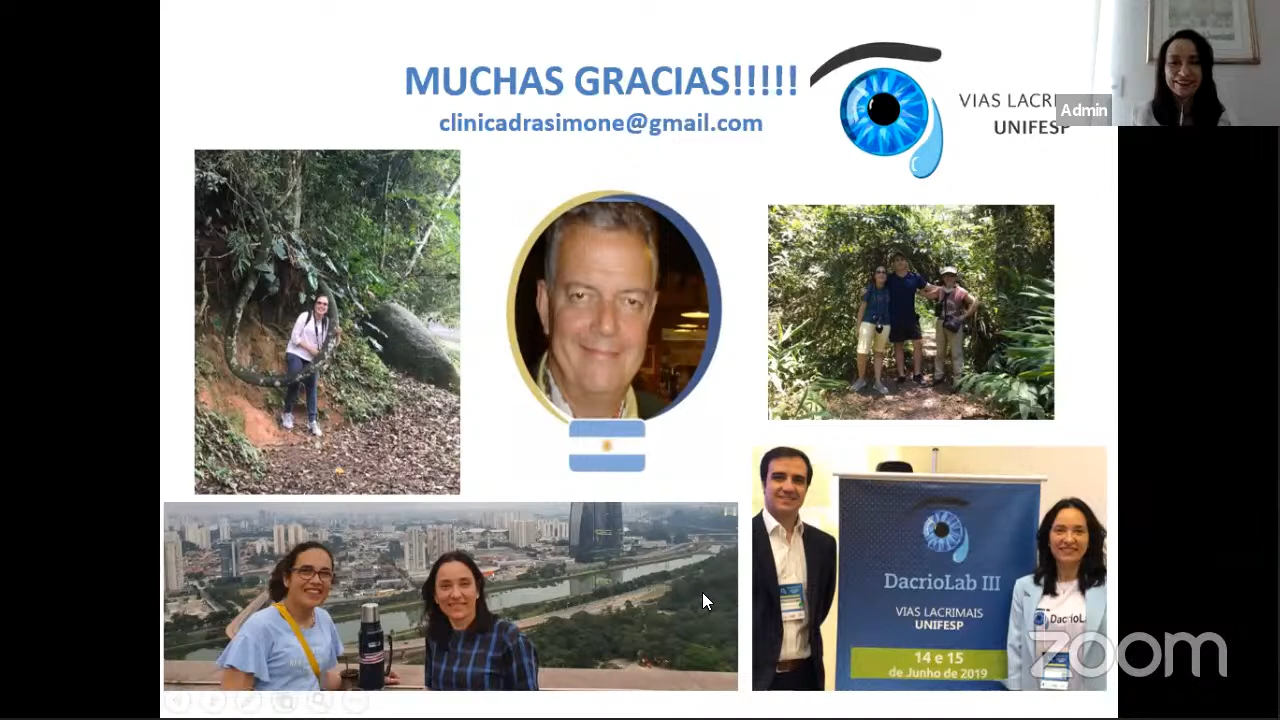 MUCHAS GRACIAS!!!!!
clinicadrasimone@gmail.com
VIAS LACRI
UNIFESP
Admin
DacrioLab III
VIAS LACRIMAIS
UNIFESP
14 e 15
de Junho de 2019
zoom